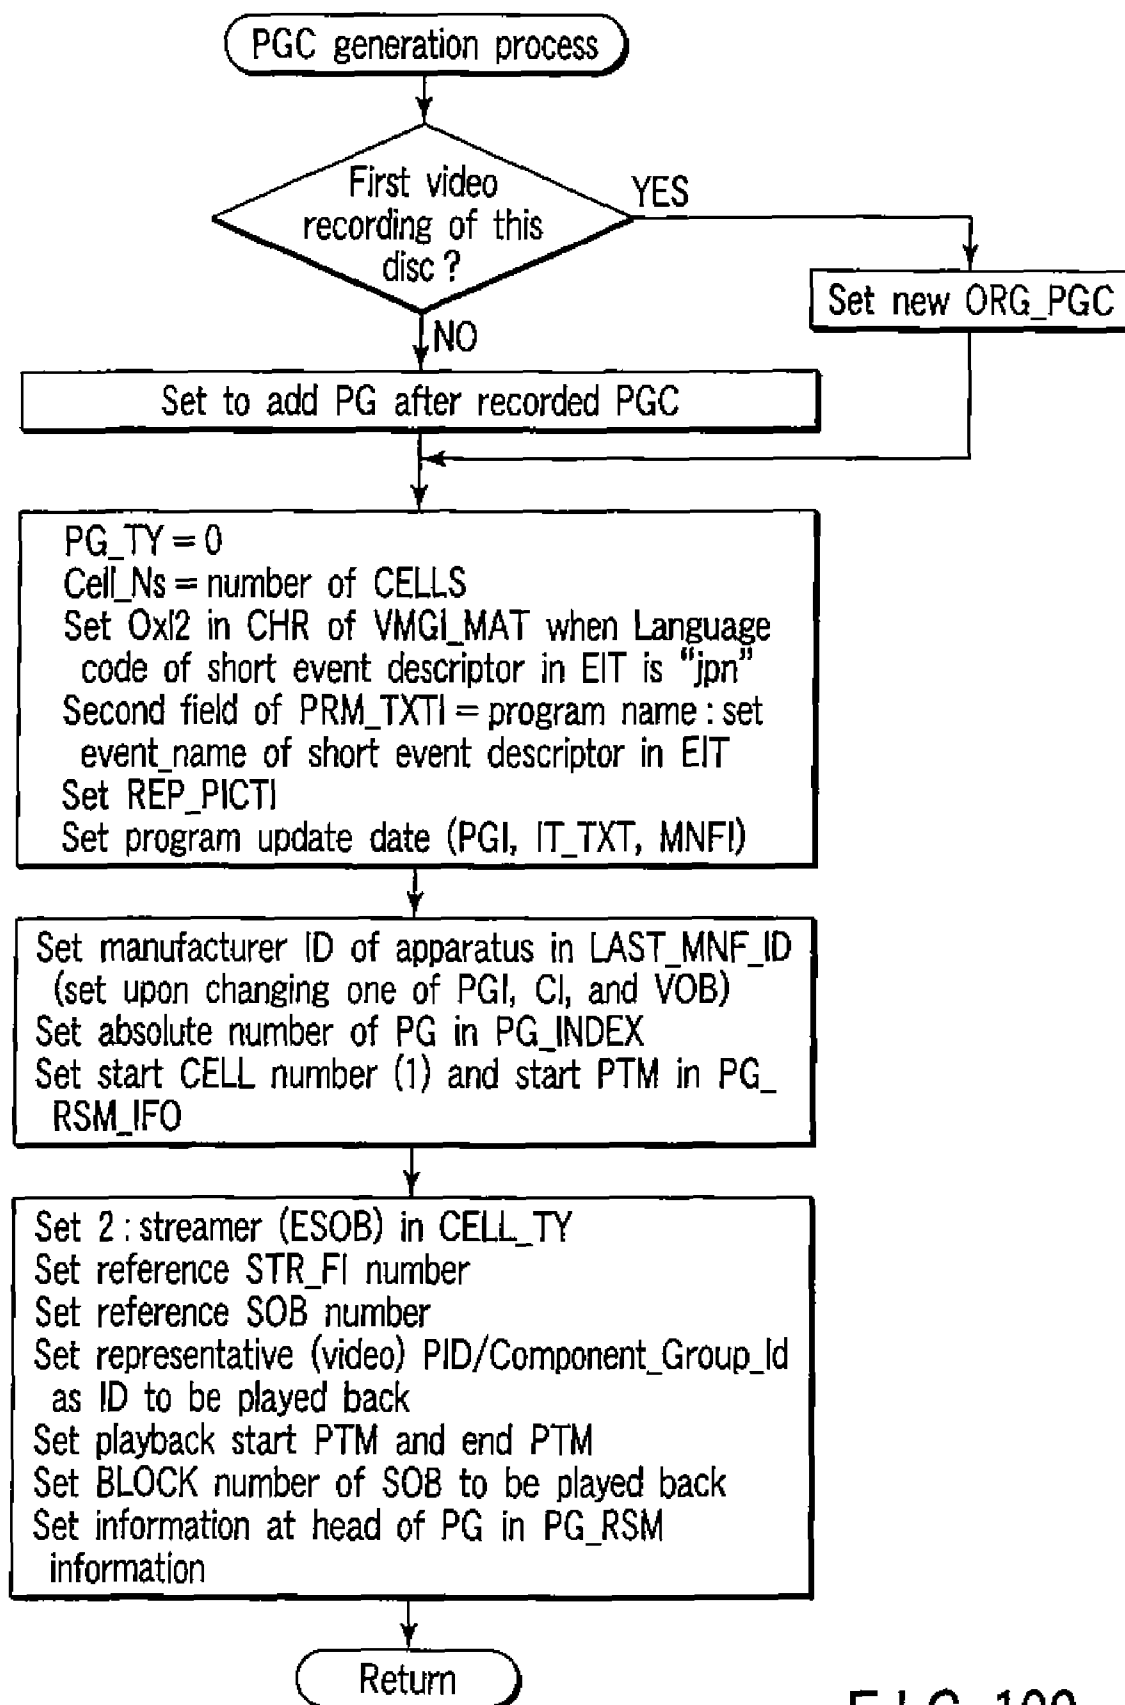 PGC generation process
First video
recording of this
disc?
YES
Set new ORG_PGC
NO
Set to add PG after recorded PGC
PG_TY = 0
Cell_Ns = number of CELLS
Set Oxl2 in CHR of VMGI_MAT when Language
code of short event descriptor in EIT is “jpn”
Second field of PRM_TXTI = program name : set
event_name of short event descriptor in EIT
Set REP_PICTI
Set program update date (PGI, IT_TXT, MNFI)
Set manufacturer ID of apparatus in LAST_MNF_ID
(set upon changing one of PGI, CI, and VOB)
Set absolute number of PG in PG_INDEX
Set start CELL number (1) and start PTM in PG_
RSM_IFO
Set 2 : streamer (ESOB) in CELL_TY
Set reference STR_FI number
Set reference SOB number
Set representative (video) PID/Component_Group_Id
as ID to be played back
Set playback start PTM and end PTM
Set BLOCK number of SOB to be played back
Set information at head of PG in PG_RSM
information
Return